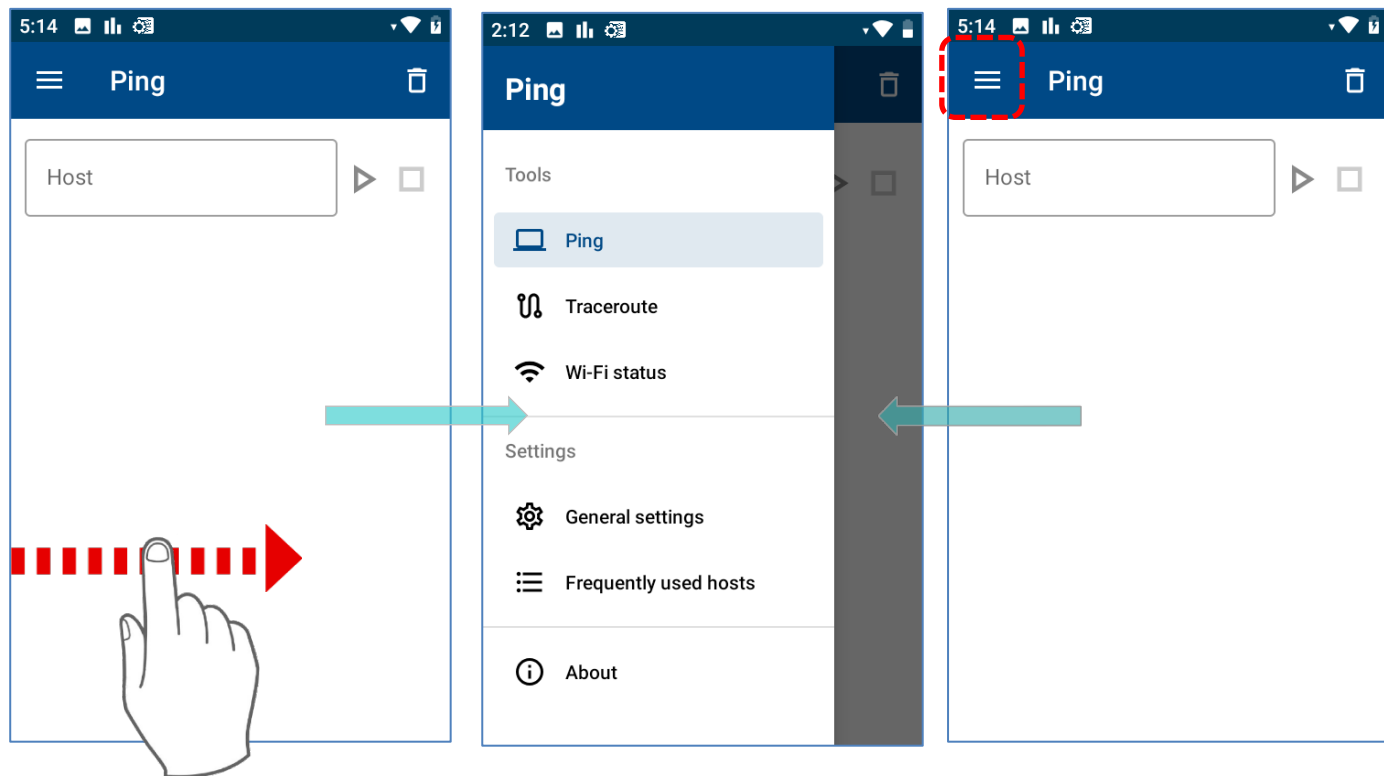 5:14
Ping
Host
2:12
Ping
Tools
Ping
Traceroute
Wi-Fi status
Settings
General settings
Frequently used hosts
About
5:14
Ping
Host